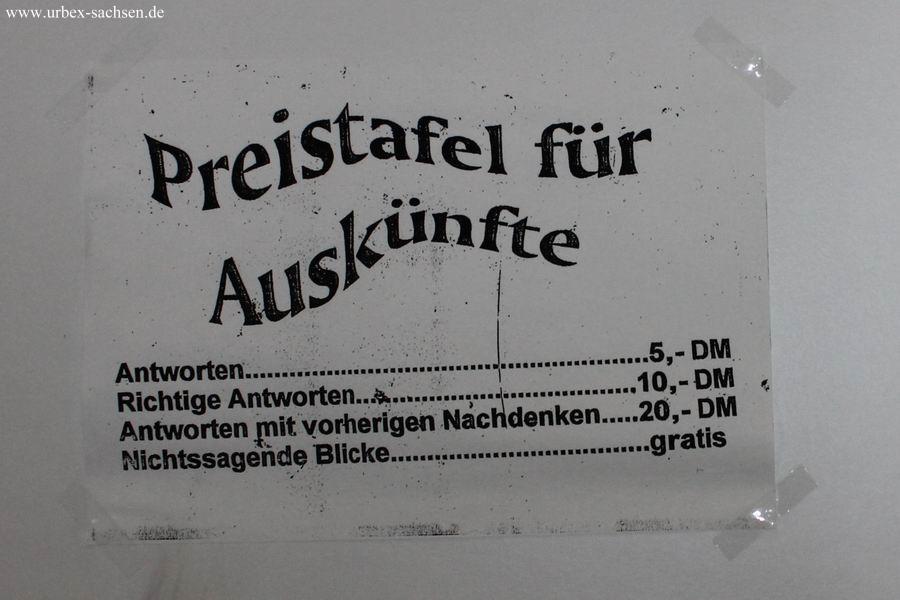 www.urbex-sachsen.de
Preistafel für
Auskünfte
Antworten..................................................5,- DM
Richtige Antworten...................................10,- DM
Antworten mit vorherigen Nachdenken.....20,- DM
Nichtssagende Blicke.................................gratis